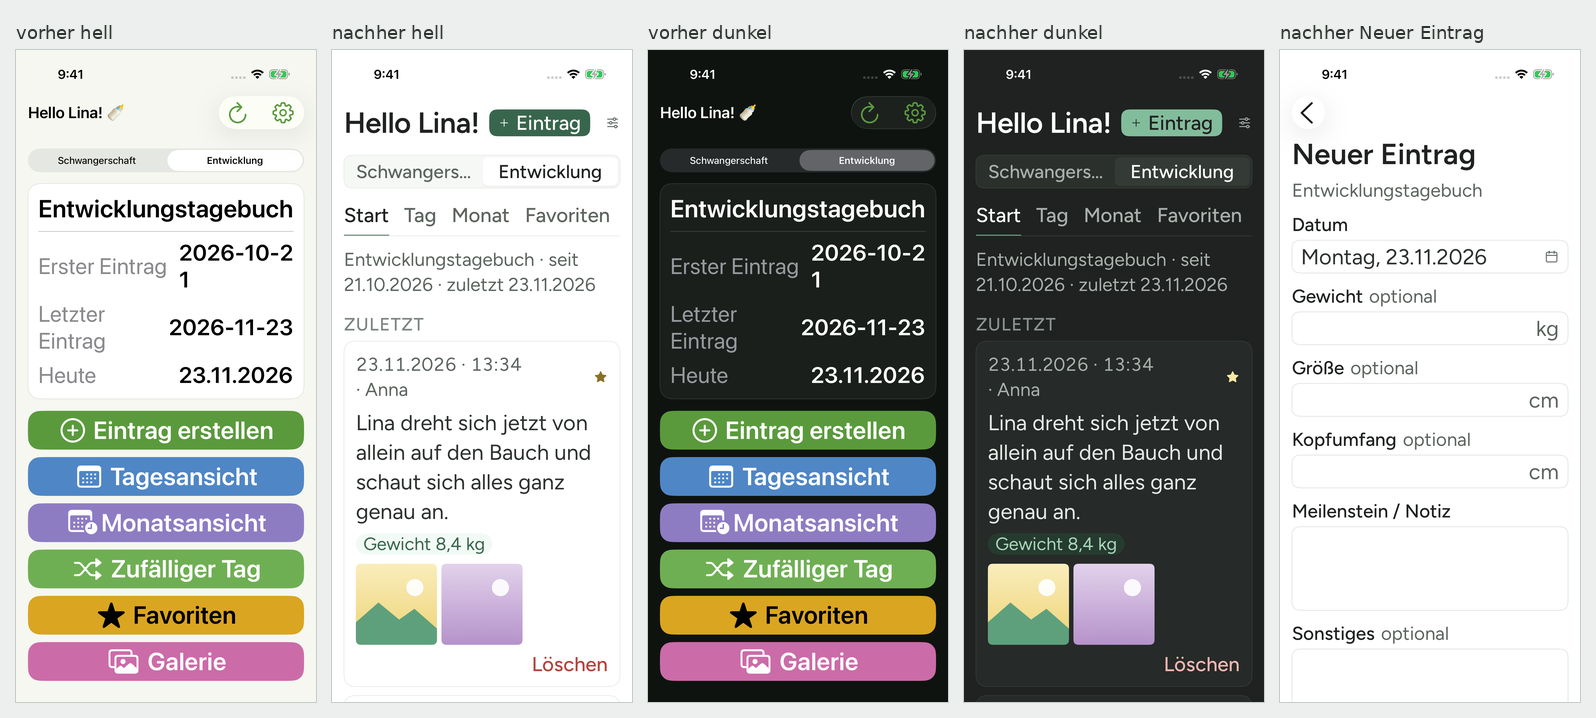 vorher hell
9:41
Hello Lina! 🍼
Schwangerschaft
Entwicklung
Entwicklungstagebuch
Erster Eintrag
2026-10-2
1
Letzter
Eintrag
2026-11-23
Heute
23.11.2026
Eintrag erstellen
Tagesansicht
Monatsansicht
Zufälliger Tag
Favoriten
Galerie
nachher hell
9:41
Hello Lina!
+ Eintrag
Schwangers...
Entwicklung
Start
Tag
Monat
Favoriten
Entwicklungstagebuch · seit
21.10.2026 · zuletzt 23.11.2026
ZULETZT
23.11.2026 · 13:34
· Anna
Lina dreht sich jetzt von
allein auf den Bauch und
schaut sich alles ganz
genau an.
Gewicht 8,4 kg
Löschen
vorher dunkel
9:41
Hello Lina! 🍼
Schwangerschaft
Entwicklung
Entwicklungstagebuch
Erster Eintrag
2026-10-2
1
Letzter
Eintrag
2026-11-23
Heute
23.11.2026
Eintrag erstellen
Tagesansicht
Monatsansicht
Zufälliger Tag
Favoriten
Galerie
nachher dunkel
9:41
Hello Lina!
+ Eintrag
Schwangers...
Entwicklung
Start
Tag
Monat
Favoriten
Entwicklungstagebuch · seit
21.10.2026 · zuletzt 23.11.2026
ZULETZT
23.11.2026 · 13:34
· Anna
Lina dreht sich jetzt von
allein auf den Bauch und
schaut sich alles ganz
genau an.
Gewicht 8,4 kg
Löschen
nachher Neuer Eintrag
9:41
Neuer Eintrag
Entwicklungstagebuch
Datum
Montag, 23.11.2026
Gewicht optional
kg
Größe optional
cm
Kopfumfang optional
cm
Meilenstein / Notiz
Sonstiges optional